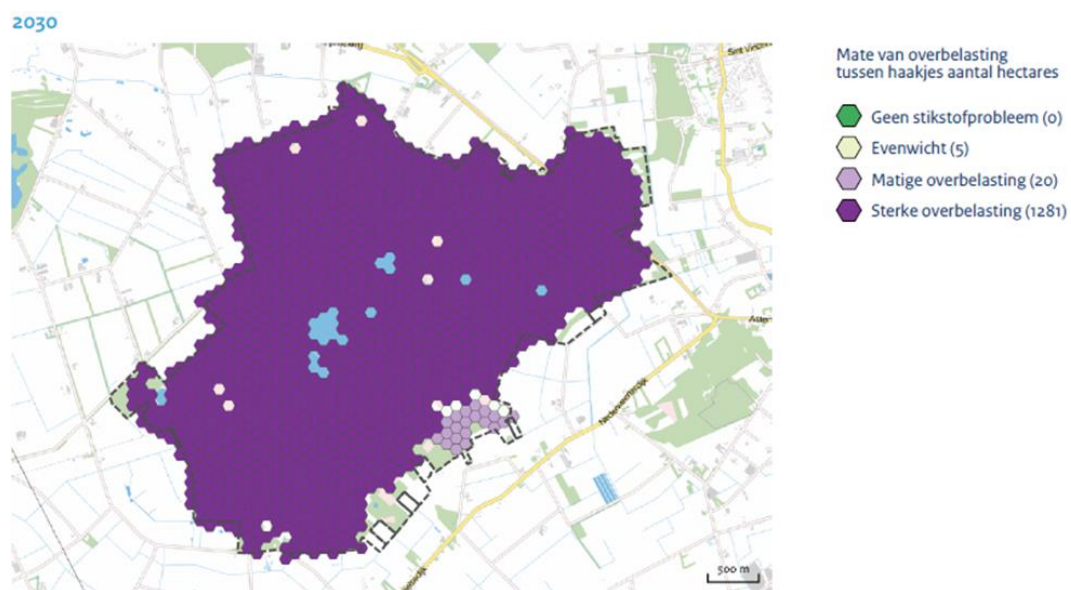 2030
Mate van overbelasting
tussen haakjes aantal hectares
Geen stikstofprobleem (0)
Evenwicht (5)
Matige overbelasting (20)
Sterke overbelasting (1281)
Nederweerterdijk
500 m